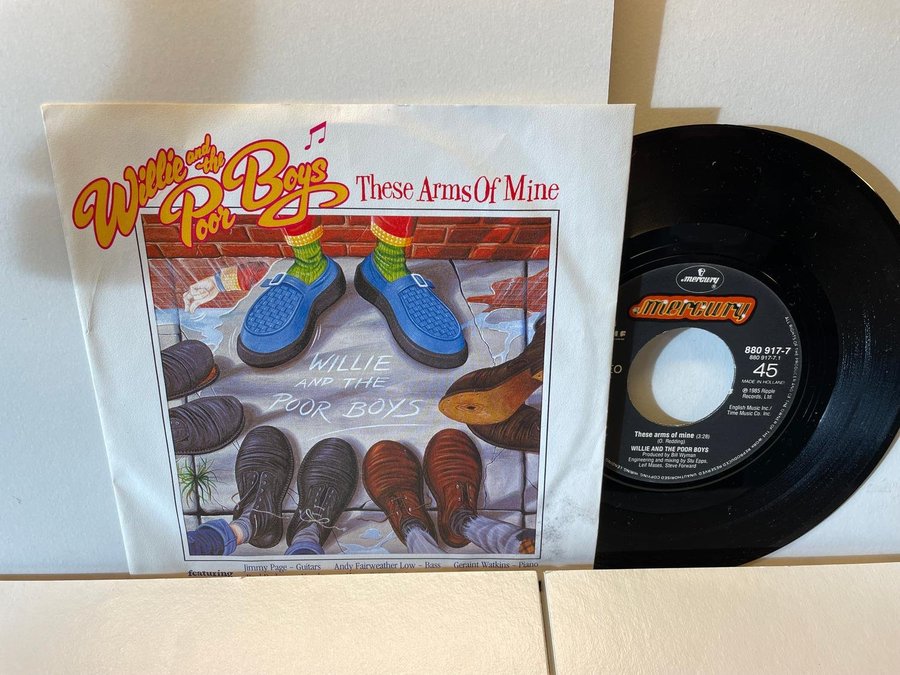 Willie and the Poor Boys
These Arms Of Mine
WILLIE
AND THE
POOR BOYS
featuring
Jimmy Page – Guitars Andy Fairweather Low – Bass Geraint Watkins – Piano
mercury
mercury
880 917-7
880 917-7.1
45
MADE IN HOLLAND
℗ 1985 Ripple
Records, Ltd.
English Music Inc./
Time Music Co. Inc.
These arms of mine (3:28)
(O. Redding)
WILLIE AND THE POOR BOYS
Produced by Bill Wyman
Engineering and mixing by Stu Epps,
Leif Mases, Steve Forward